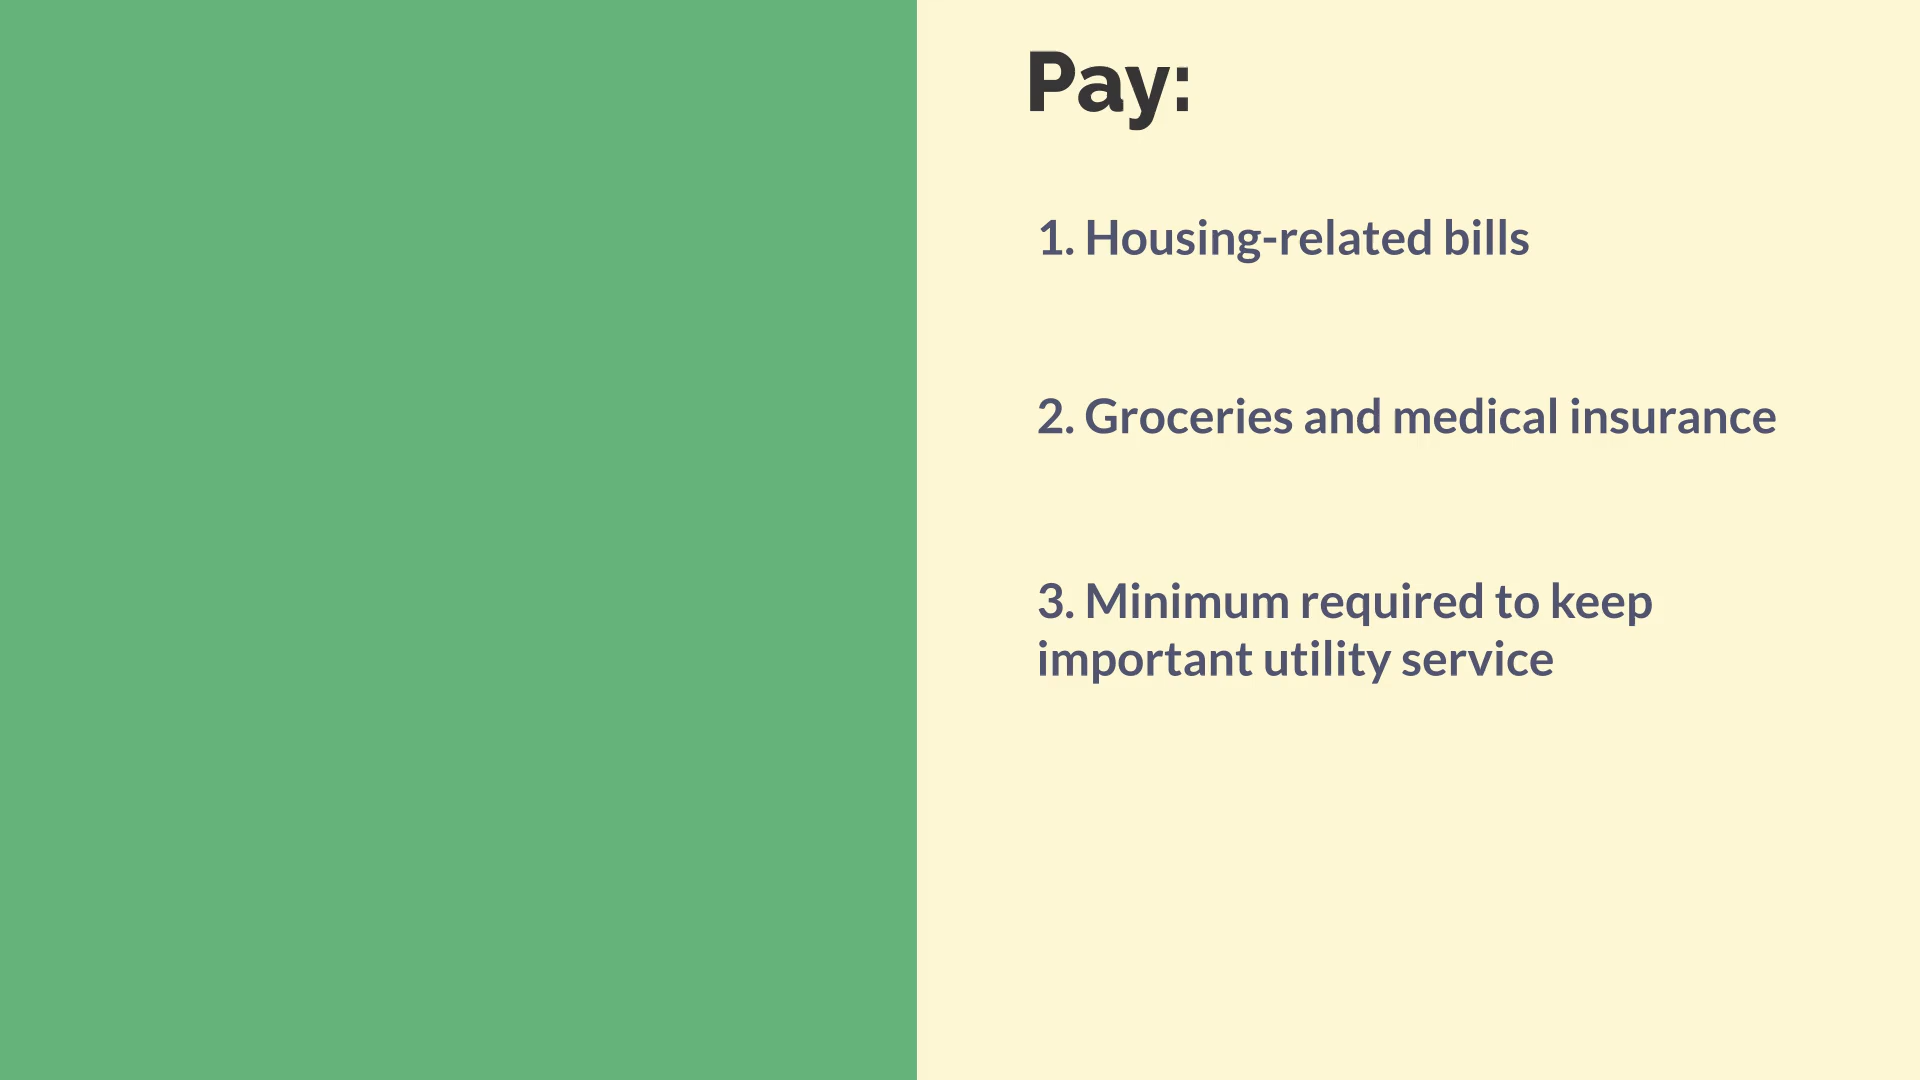 Pay:
1. Housing-related bills
2. Groceries and medical insurance
3. Minimum required to keep
important utility service